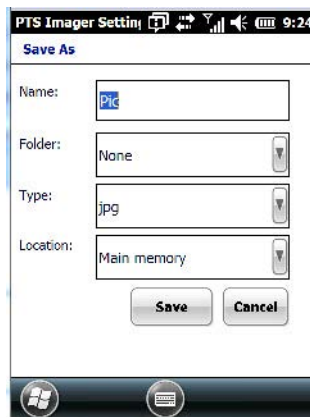 PTS Imager Settin 9:24
Save As
Name: Pic
Folder: None
Type: jpg
Location: Main memory
Save Cancel